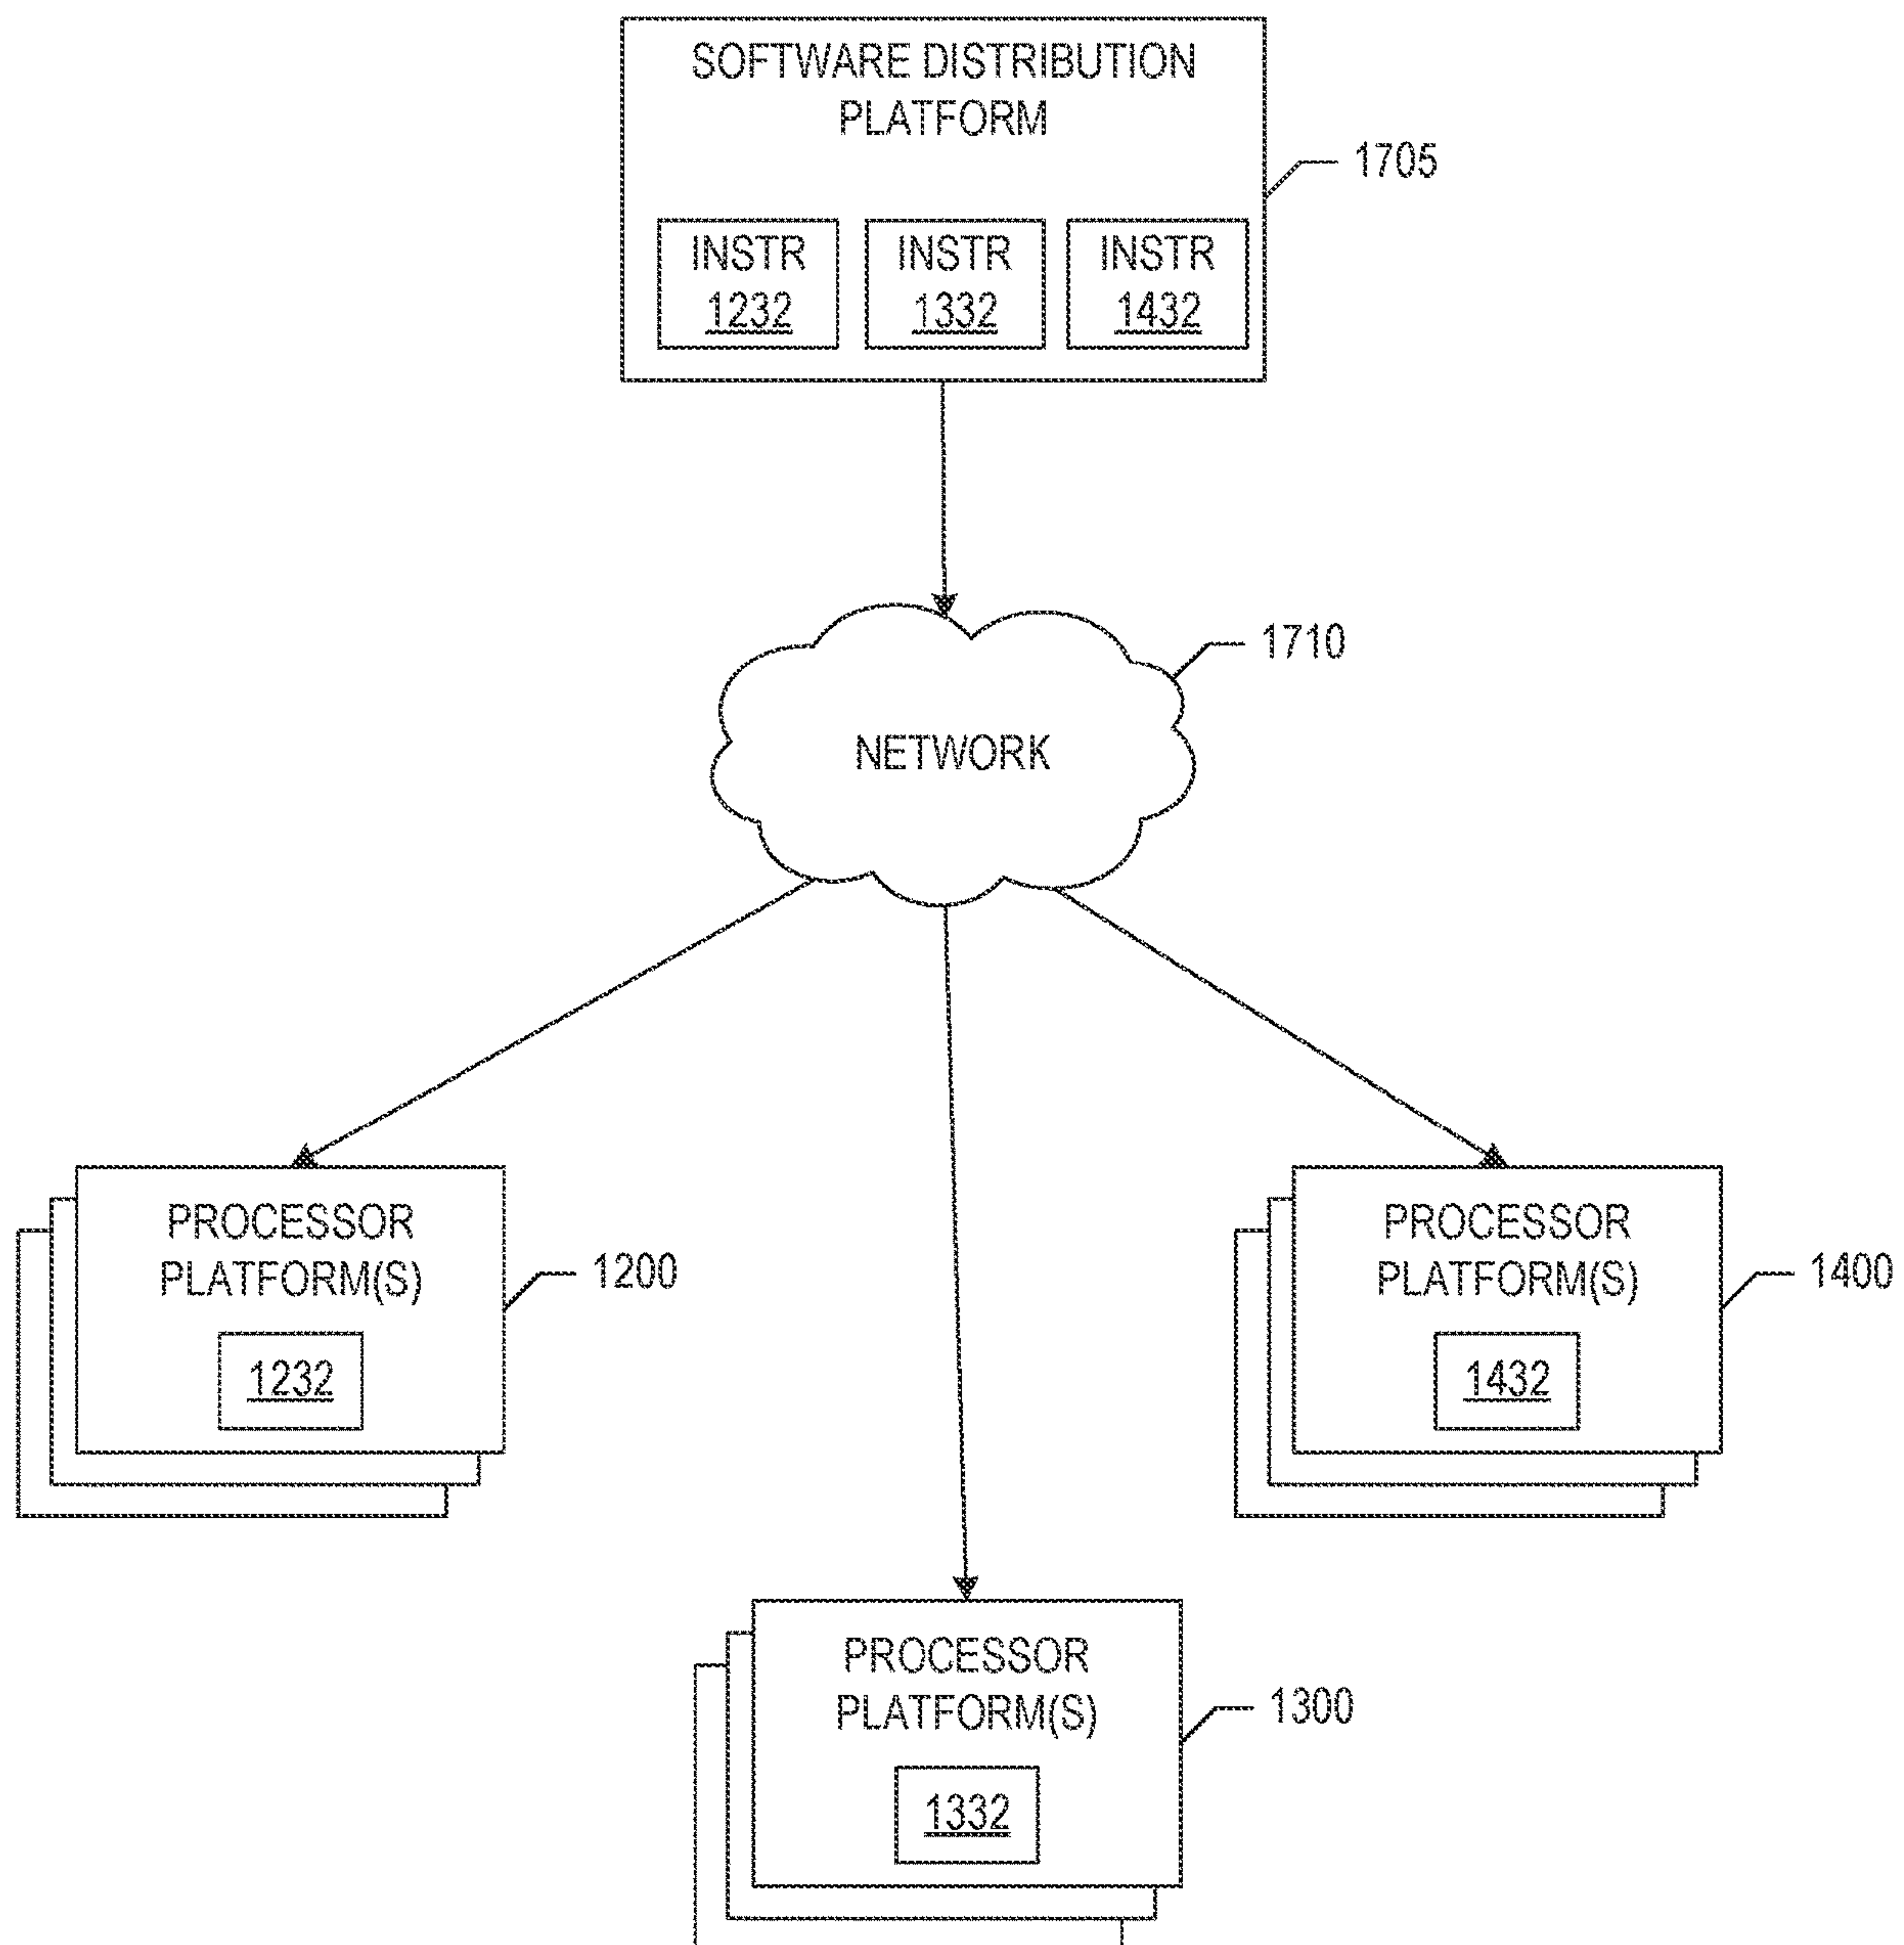 SOFTWARE DISTRIBUTION
PLATFORM
1705
INSTR
1232
INSTR
1332
INSTR
1432
1710
NETWORK
PROCESSOR
PLATFORM(S)
1200
1232
PROCESSOR
PLATFORM(S)
1400
1432
PROCESSOR
PLATFORM(S)
1300
1332